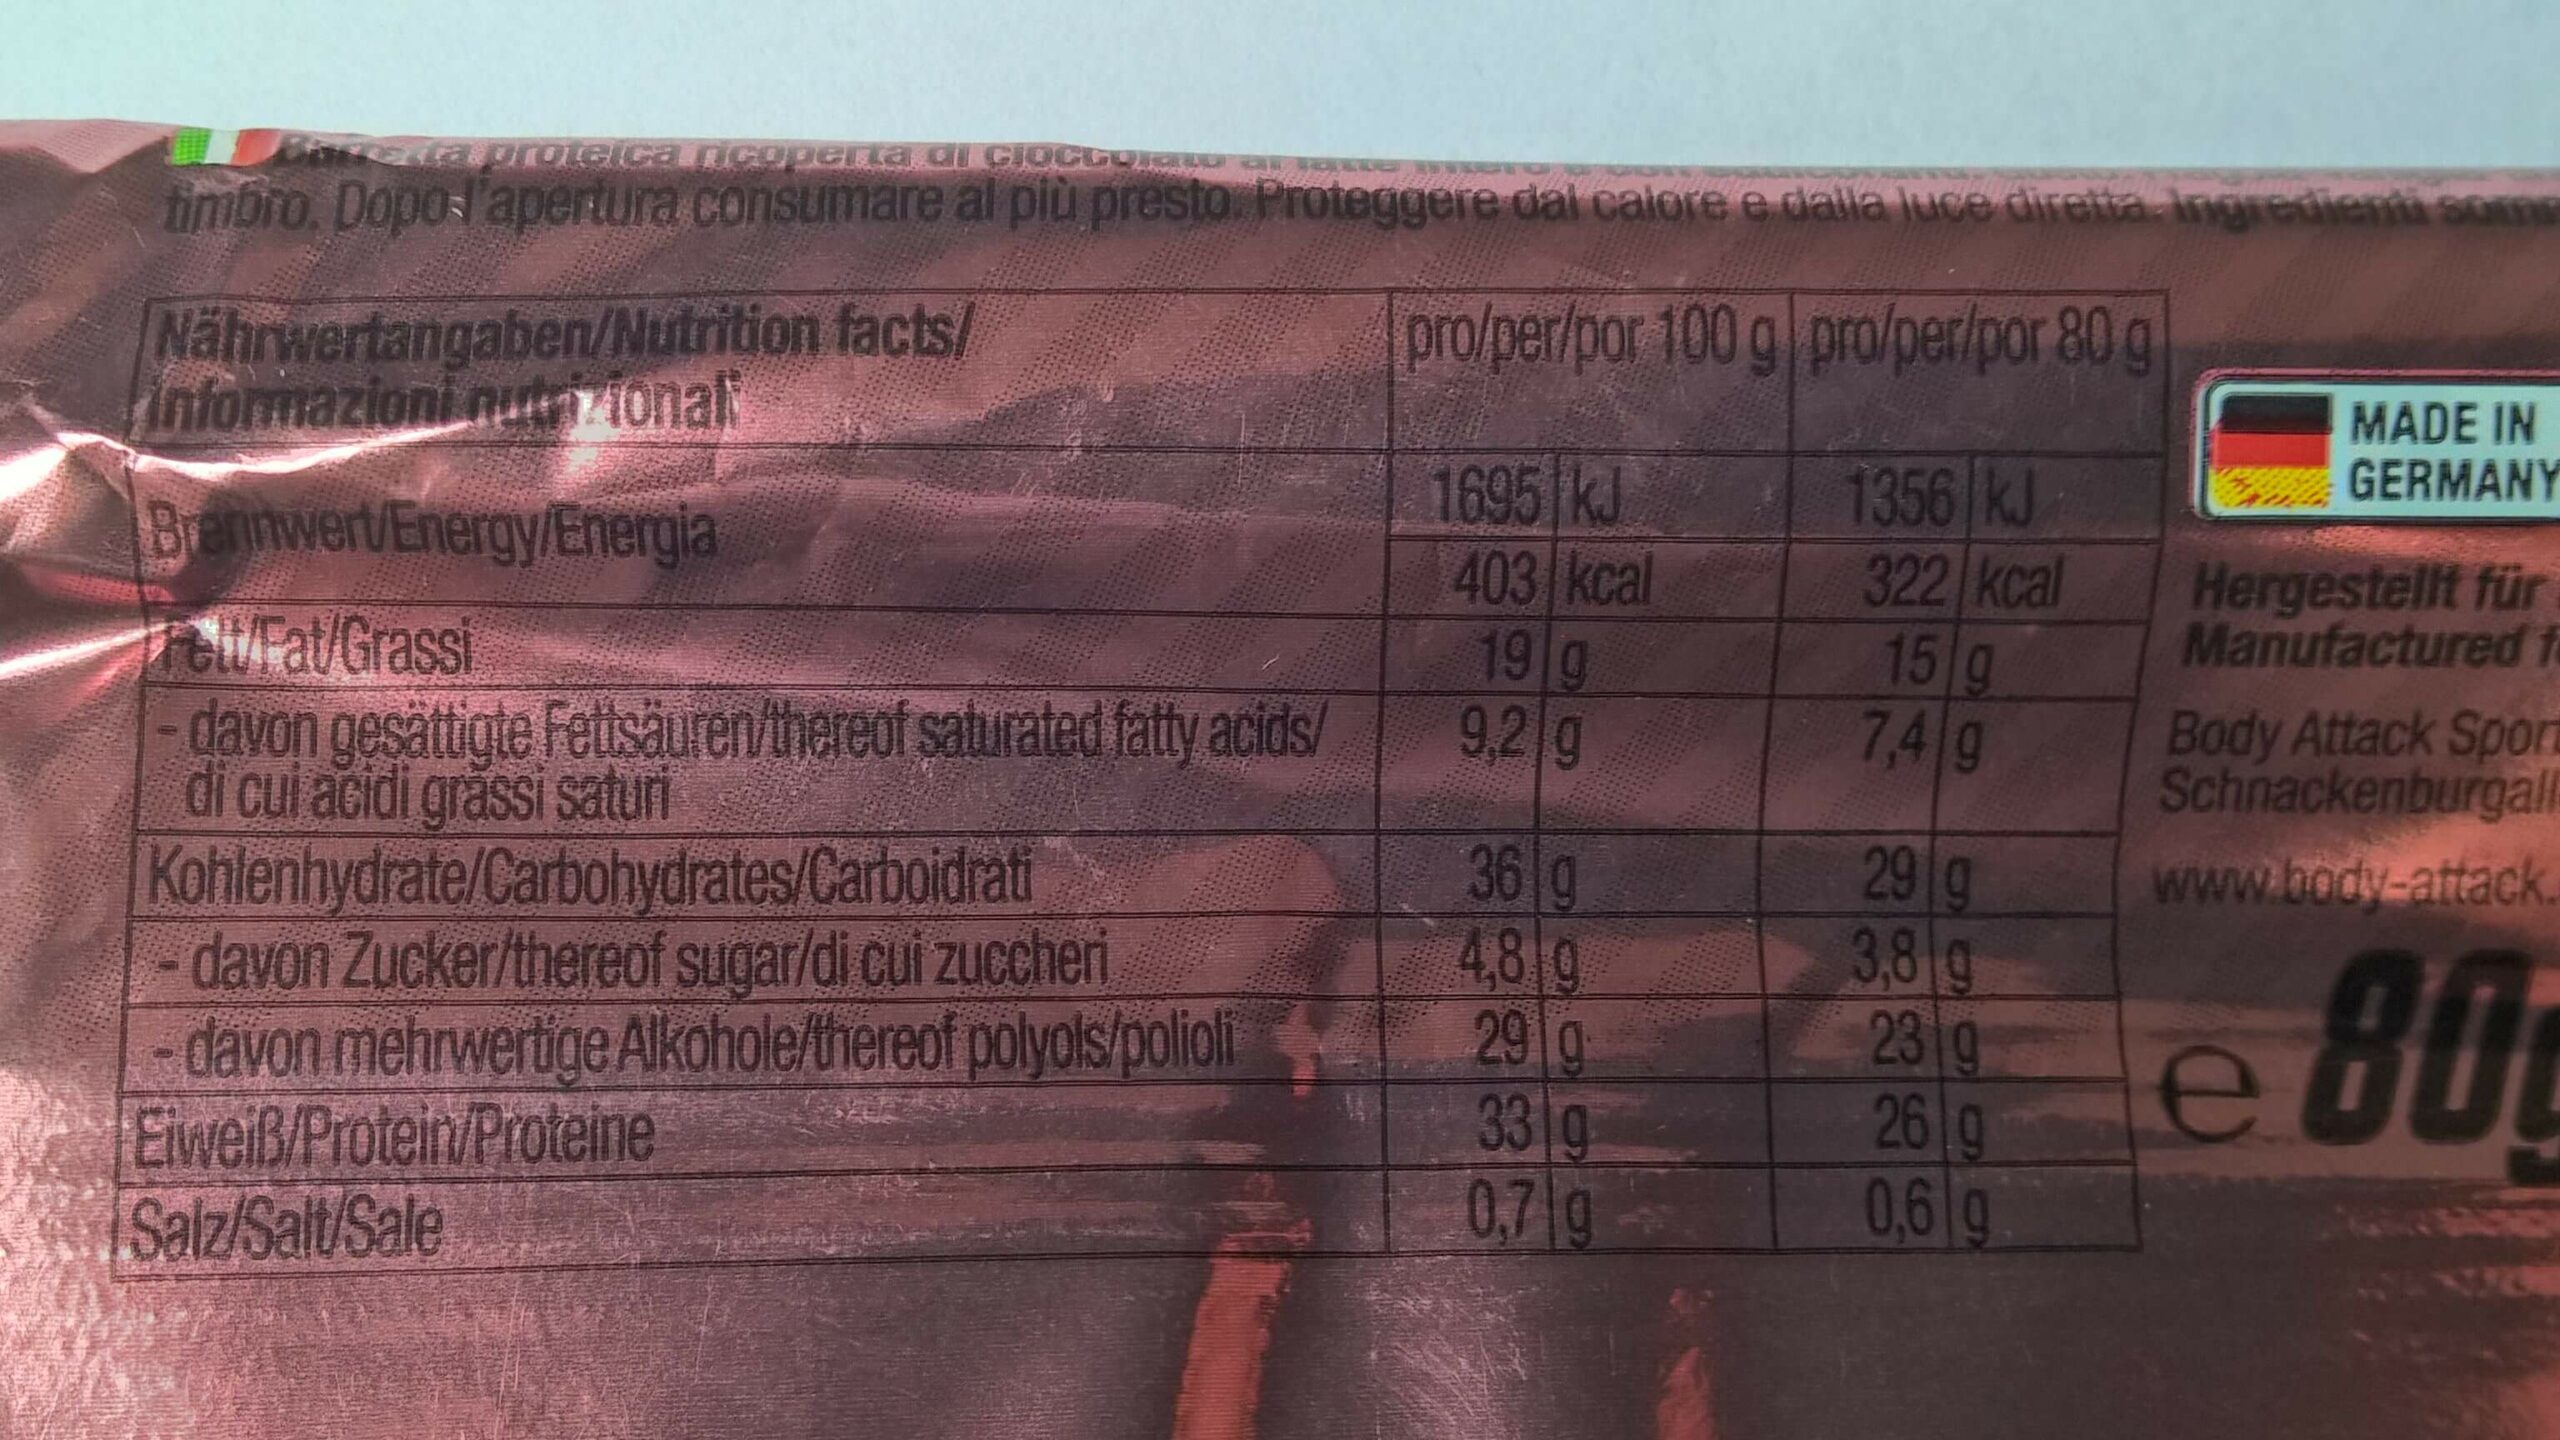 proteica ricoperta di
timbro. Dopo l'apertura consumare al più presto. Proteggere dal calore e dalla luce diretta. Ingredienti
Nährwertangaben/Nutrition facts/ pro/per/por 100 g pro/per/por 80 g
Informazioni nutrizionali
Brennwert/Energy/Energia 1695 kJ 1356 kJ
403 kcal 322 kcal
Fett/Fat/Grassi 19 g 15 g
- davon gesättigte Fettsäuren/thereof saturated fatty acids/ 9,2 g 7,4 g
di cui acidi grassi saturi
Kohlenhydrate/Carbohydrates/Carboidrati 36 g 29 g
- davon Zucker/thereof sugar/di cui zuccheri 4,8 g 3,8 g
- davon mehrwertige Alkohole/thereof polyols/polioli 29 g 23 g
Eiweiß/Protein/Proteine 33 g 26 g
Salz/Salt/Sale 0,7 g 0,6 g
MADE IN
GERMANY
Hergestellt für
Manufactured
Body Attack Sport
Schnackenburgall
www.body-attack.
e 80g